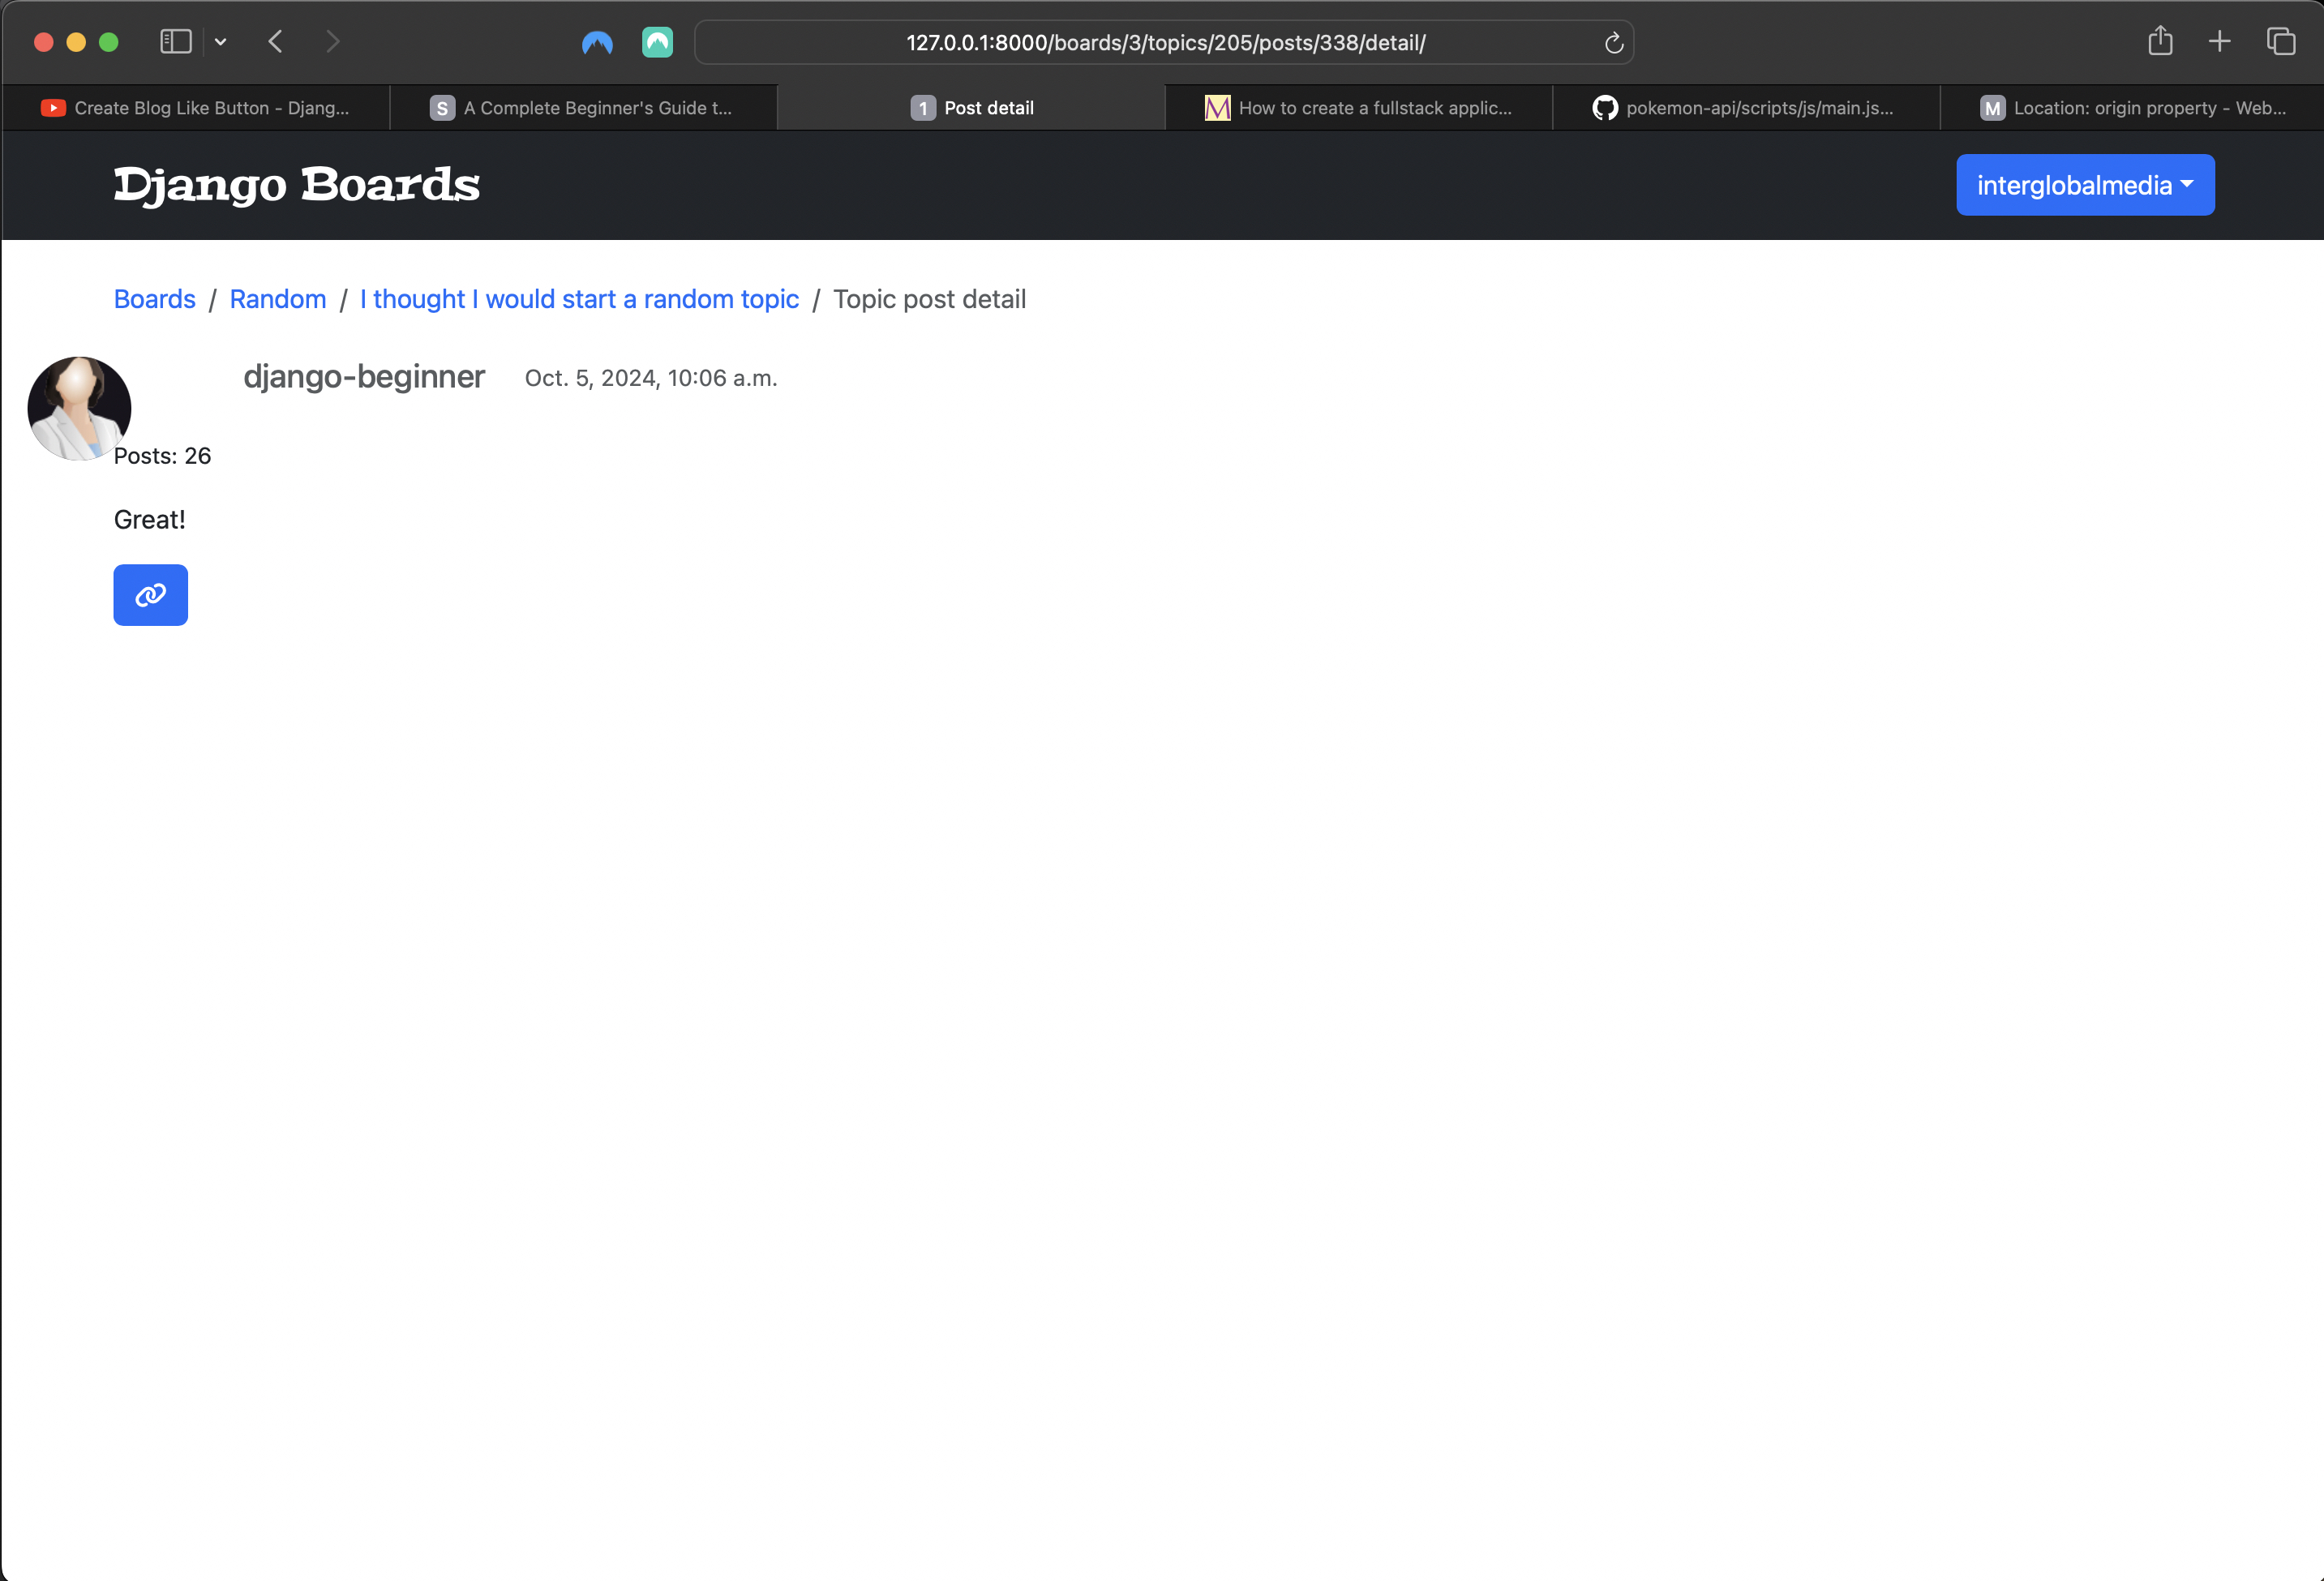 127.0.0.1:8000/boards/3/topics/205/posts/338/detail/
Create Blog Like Button - Djang...
S A Complete Beginner's Guide t...
1 Post detail
How to create a fullstack applic...
pokemon-api/scripts/js/main.js...
M Location: origin property - Web...
Django Boards
interglobalmedia
Boards / Random / I thought I would start a random topic / Topic post detail
django-beginner Oct. 5, 2024, 10:06 a.m.
Posts: 26
Great!